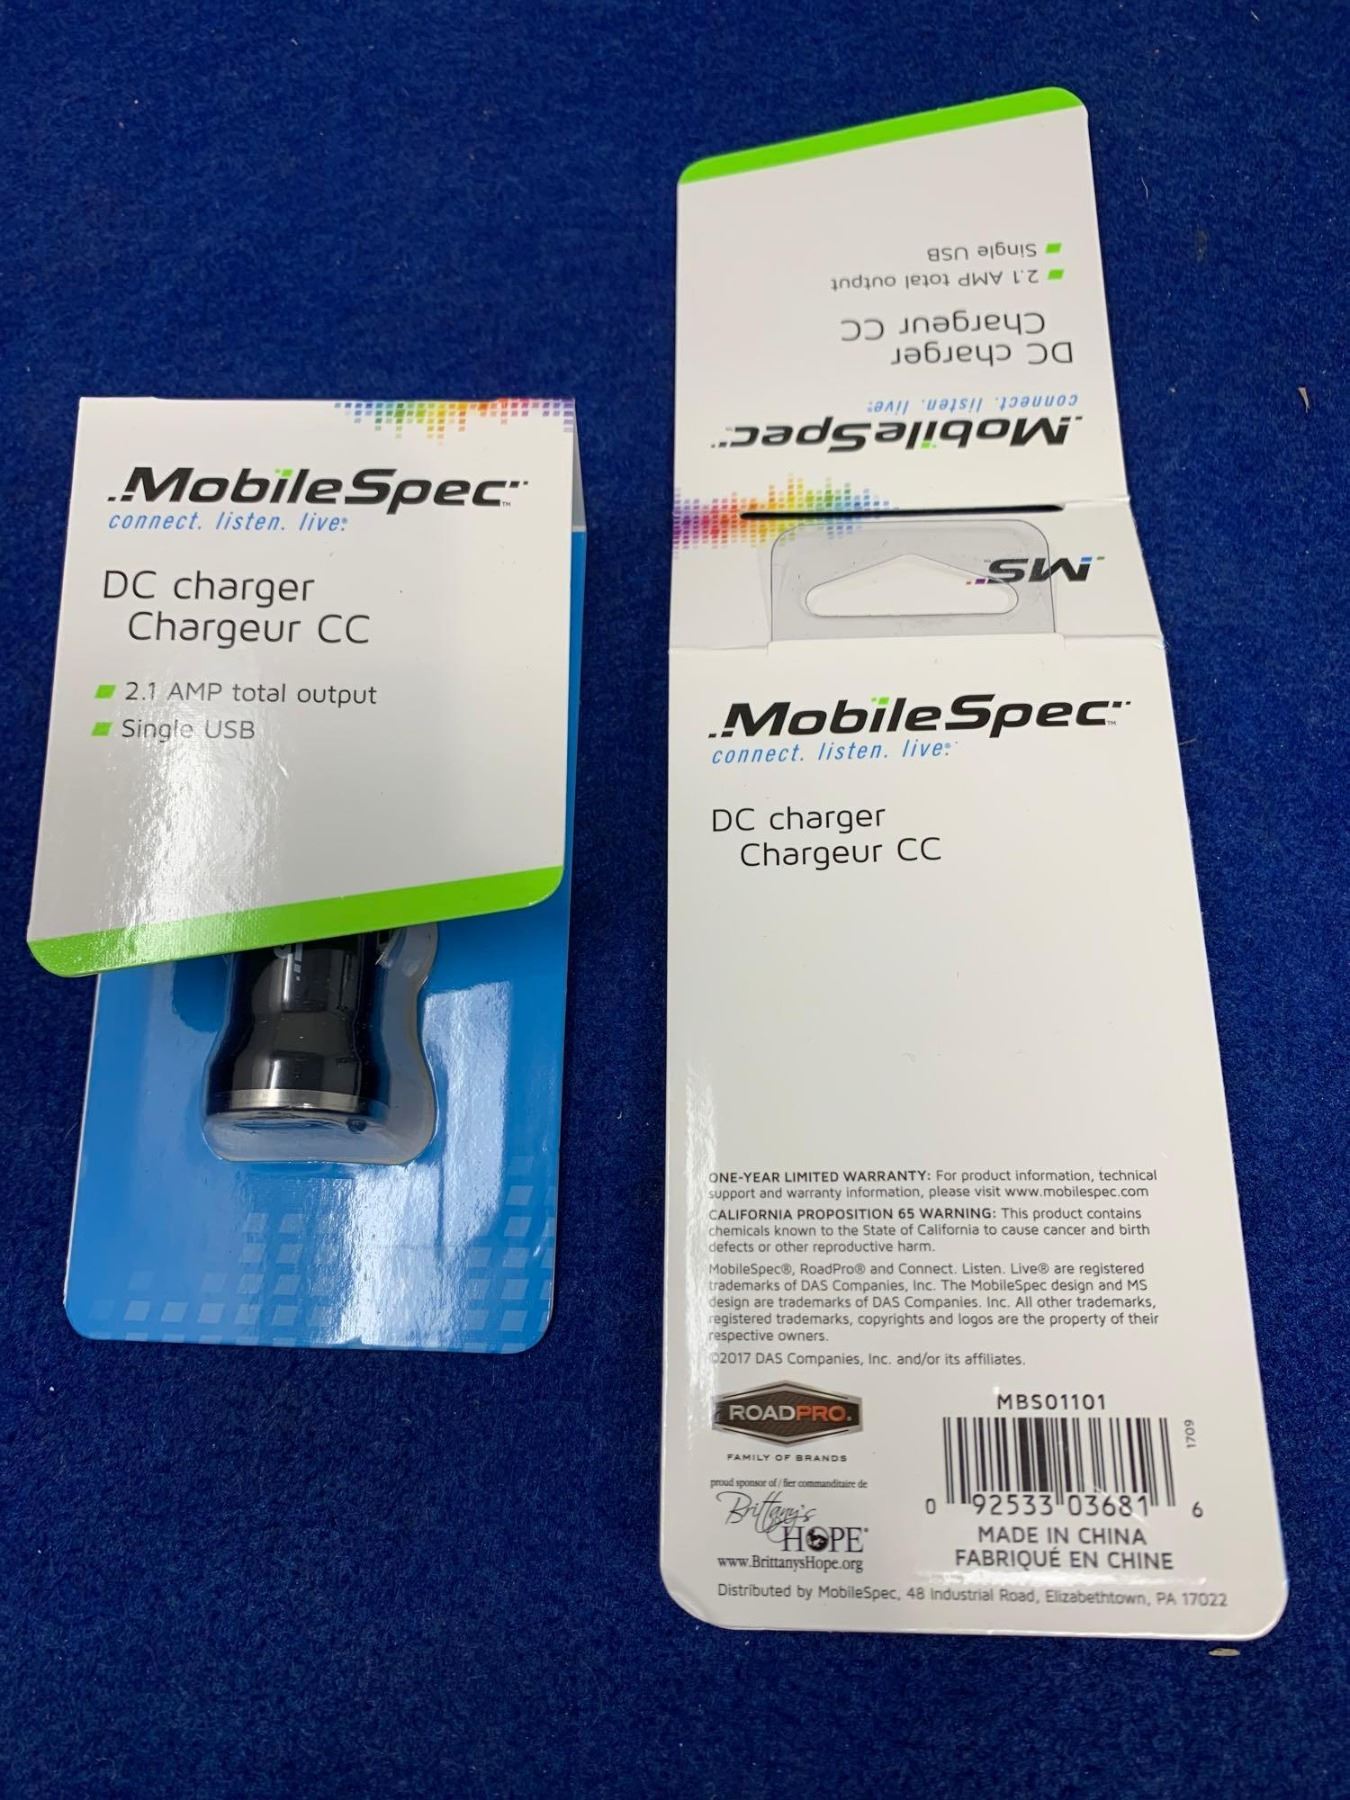 .:MobileSpec:·™
connect. listen. live.®
DC charger
Chargeur CC
2.1 AMP total output
Single USB
Single USB
2.1 AMP total output
Chargeur CC
DC charger
connect. listen. live.®
.:MobileSpec:·™
.:MS:·™
.:MobileSpec:·™
connect. listen. live.®
DC charger
Chargeur CC
ONE-YEAR LIMITED WARRANTY: For product information, technical
support and warranty information, please visit www.mobilespec.com
CALIFORNIA PROPOSITION 65 WARNING: This product contains
chemicals known to the State of California to cause cancer and birth
defects or other reproductive harm.
MobileSpec®, RoadPro® and Connect. Listen. Live® are registered
trademarks of DAS Companies, Inc. The MobileSpec design and MS
design are trademarks of DAS Companies. Inc. All other trademarks,
registered trademarks, copyrights and logos are the property of their
respective owners.
©2017 DAS Companies, Inc. and/or its affiliates.
ROADPRO®
FAMILY OF BRANDS
proud sponsor of / fier commanditaire de
Brittany's
HOPE®
www.BrittanysHope.org
MBS01101
1709
0 92533 03681 6
MADE IN CHINA
FABRIQUÉ EN CHINE
Distributed by MobileSpec, 48 Industrial Road, Elizabethtown, PA 17022